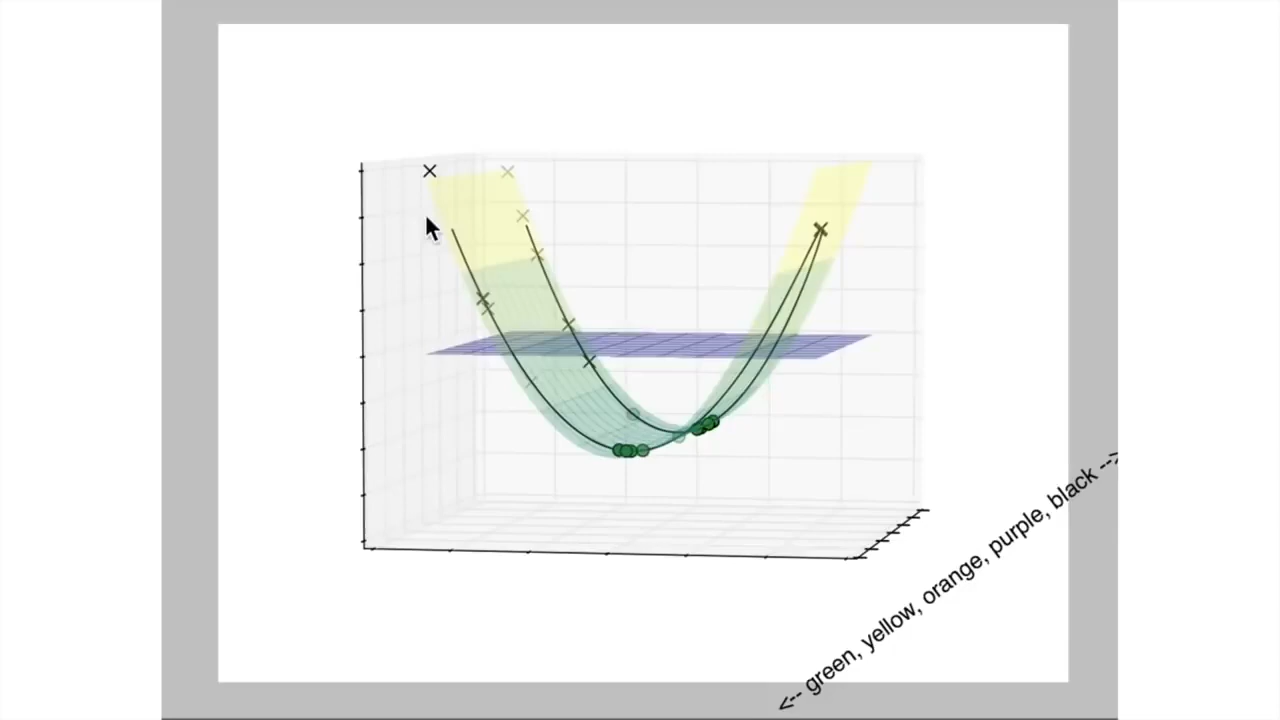 <-- green, yellow, orange, purple, black -->